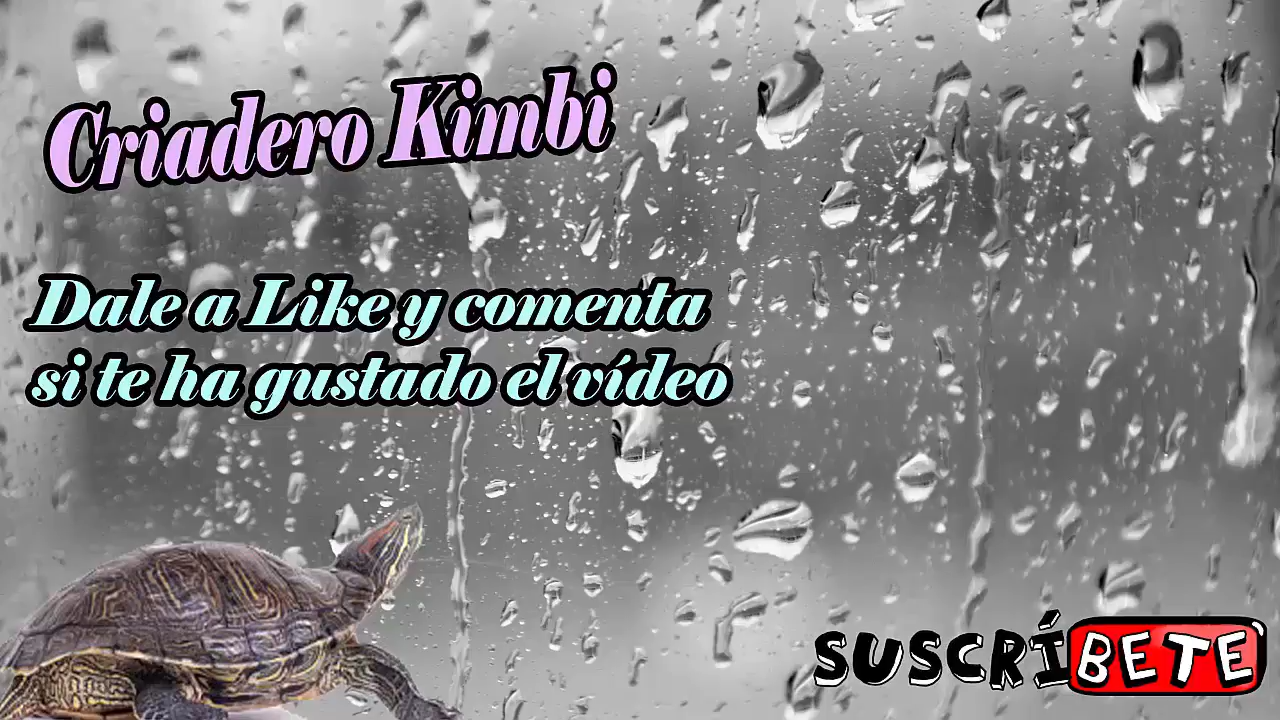 Criadero Kimbi
Dale a Like y comenta
si te ha gustado el vídeo
SUSCRÍBETE